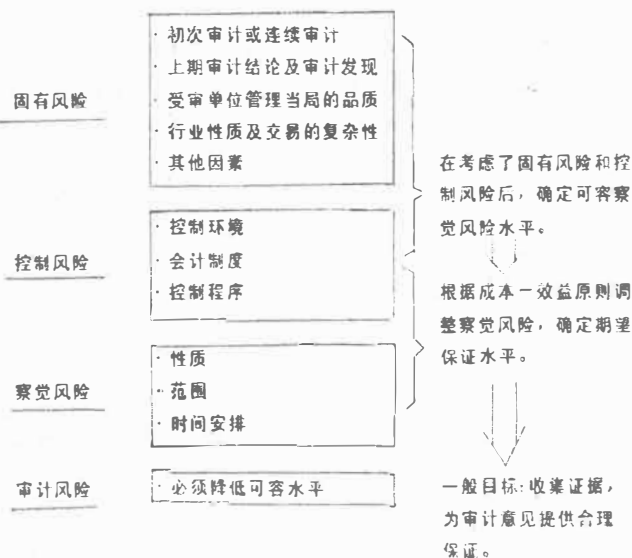 固有风险
· 初次审计或连续审计
· 上期审计结论及审计发现
· 受审单位管理当局的品质
· 行业性质及交易的复杂性
· 其他因素
控制风险
· 控制环境
· 会计制度
· 控制程序
察觉风险
· 性质
· 范围
· 时间安排
审计风险
· 必须降低可容水平
在考虑了固有风险和控
制风险后，确定可容察
觉风险水平。
根据成本一效益原则调
整察觉风险，确定期望
保证水平。
一般目标：收集证据，
为审计意见提供合理
保证。